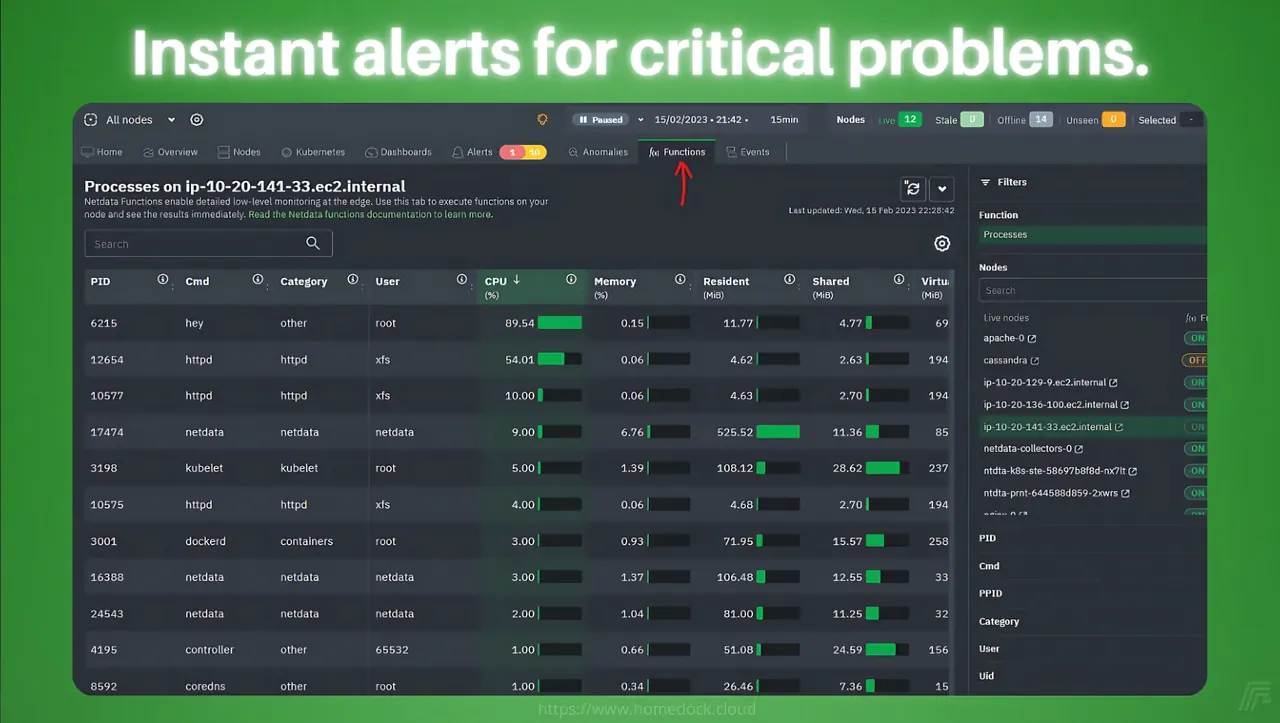 Instant alerts for critical problems.
All nodes
Paused 15/02/2023 • 21:42 • 15min
Nodes Live 12 Stale 0 Offline 14 Unseen 0 Selected -
Home Overview Nodes Kubernetes Dashboards Alerts 1 10 Anomalies f(x) Functions Events
Processes on ip-10-20-141-33.ec2.internal
Netdata Functions enable detailed low-level monitoring at the edge. Use this tab to execute functions on your
node and see the results immediately. Read the Netdata functions documentation to learn more.
Last updated: Wed, 15 Feb 2023 22:28:42
Search
PID Cmd Category User CPU Memory Resident Shared Virtu
(%) (%) (MiB) (MiB) (MiB)
6215 hey other root 89.54 0.15 11.77 4.77 69
12654 httpd httpd xfs 54.01 0.06 4.62 2.63 194
10577 httpd httpd xfs 10.00 0.06 4.63 2.70 194
17474 netdata netdata netdata 9.00 6.76 525.52 11.36 85
3198 kubelet kubelet root 5.00 1.39 108.12 28.62 237
10575 httpd httpd xfs 4.00 0.06 4.68 2.70 194
3001 dockerd containers root 3.00 0.93 71.95 15.57 258
16388 netdata netdata netdata 3.00 1.37 106.48 12.55 33
24543 netdata netdata netdata 2.00 1.04 81.00 11.25 32
4195 controller other 65532 1.00 0.66 51.08 24.59 156
8592 coredns other root 1.00 0.34 26.46 7.36 15
Filters
Function
Processes
Nodes
Search
Live nodes f(x)
apache-0 ON
cassandra OFF
ip-10-20-129-9.ec2.internal ON
ip-10-20-136-100.ec2.internal ON
ip-10-20-141-33.ec2.internal ON
netdata-collectors-0 ON
ntdta-k8s-ste-58697b8f8d-nx7lt ON
ntdta-prnt-644588d859-2xwrs ON
PID
Cmd
PPID
Category
User
Uid
https://www.homedock.cloud